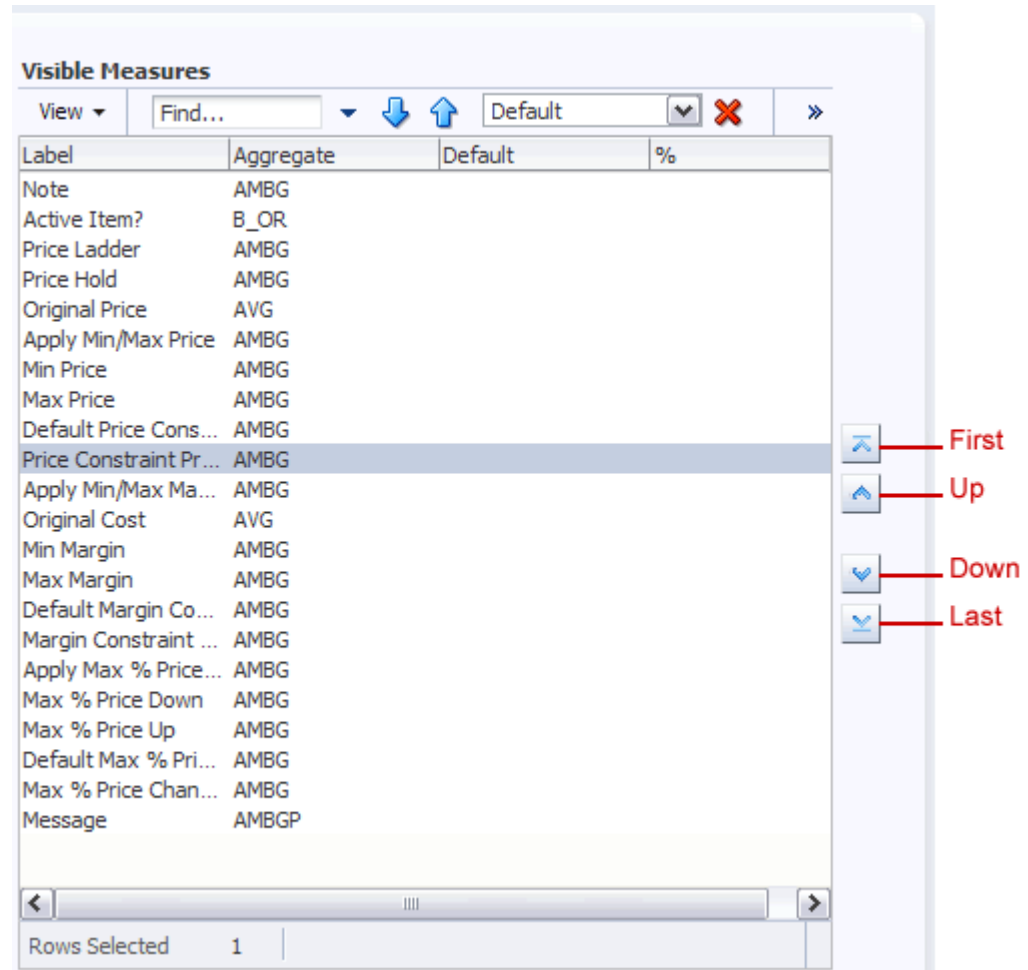 Visible Measures
View Find... Default »
Label Aggregate Default %
Note AMBG
Active Item? B_OR
Price Ladder AMBG
Price Hold AMBG
Original Price AVG
Apply Min/Max Price AMBG
Min Price AMBG
Max Price AMBG
Default Price Cons... AMBG
Price Constraint Pr... AMBG
First
Apply Min/Max Ma... AMBG
Up
Original Cost AVG
Min Margin AMBG
Max Margin AMBG
Down
Default Margin Co... AMBG
Last
Margin Constraint ... AMBG
Apply Max % Price... AMBG
Max % Price Down AMBG
Max % Price Up AMBG
Default Max % Pri... AMBG
Max % Price Chan... AMBG
Message AMBGP
Rows Selected 1